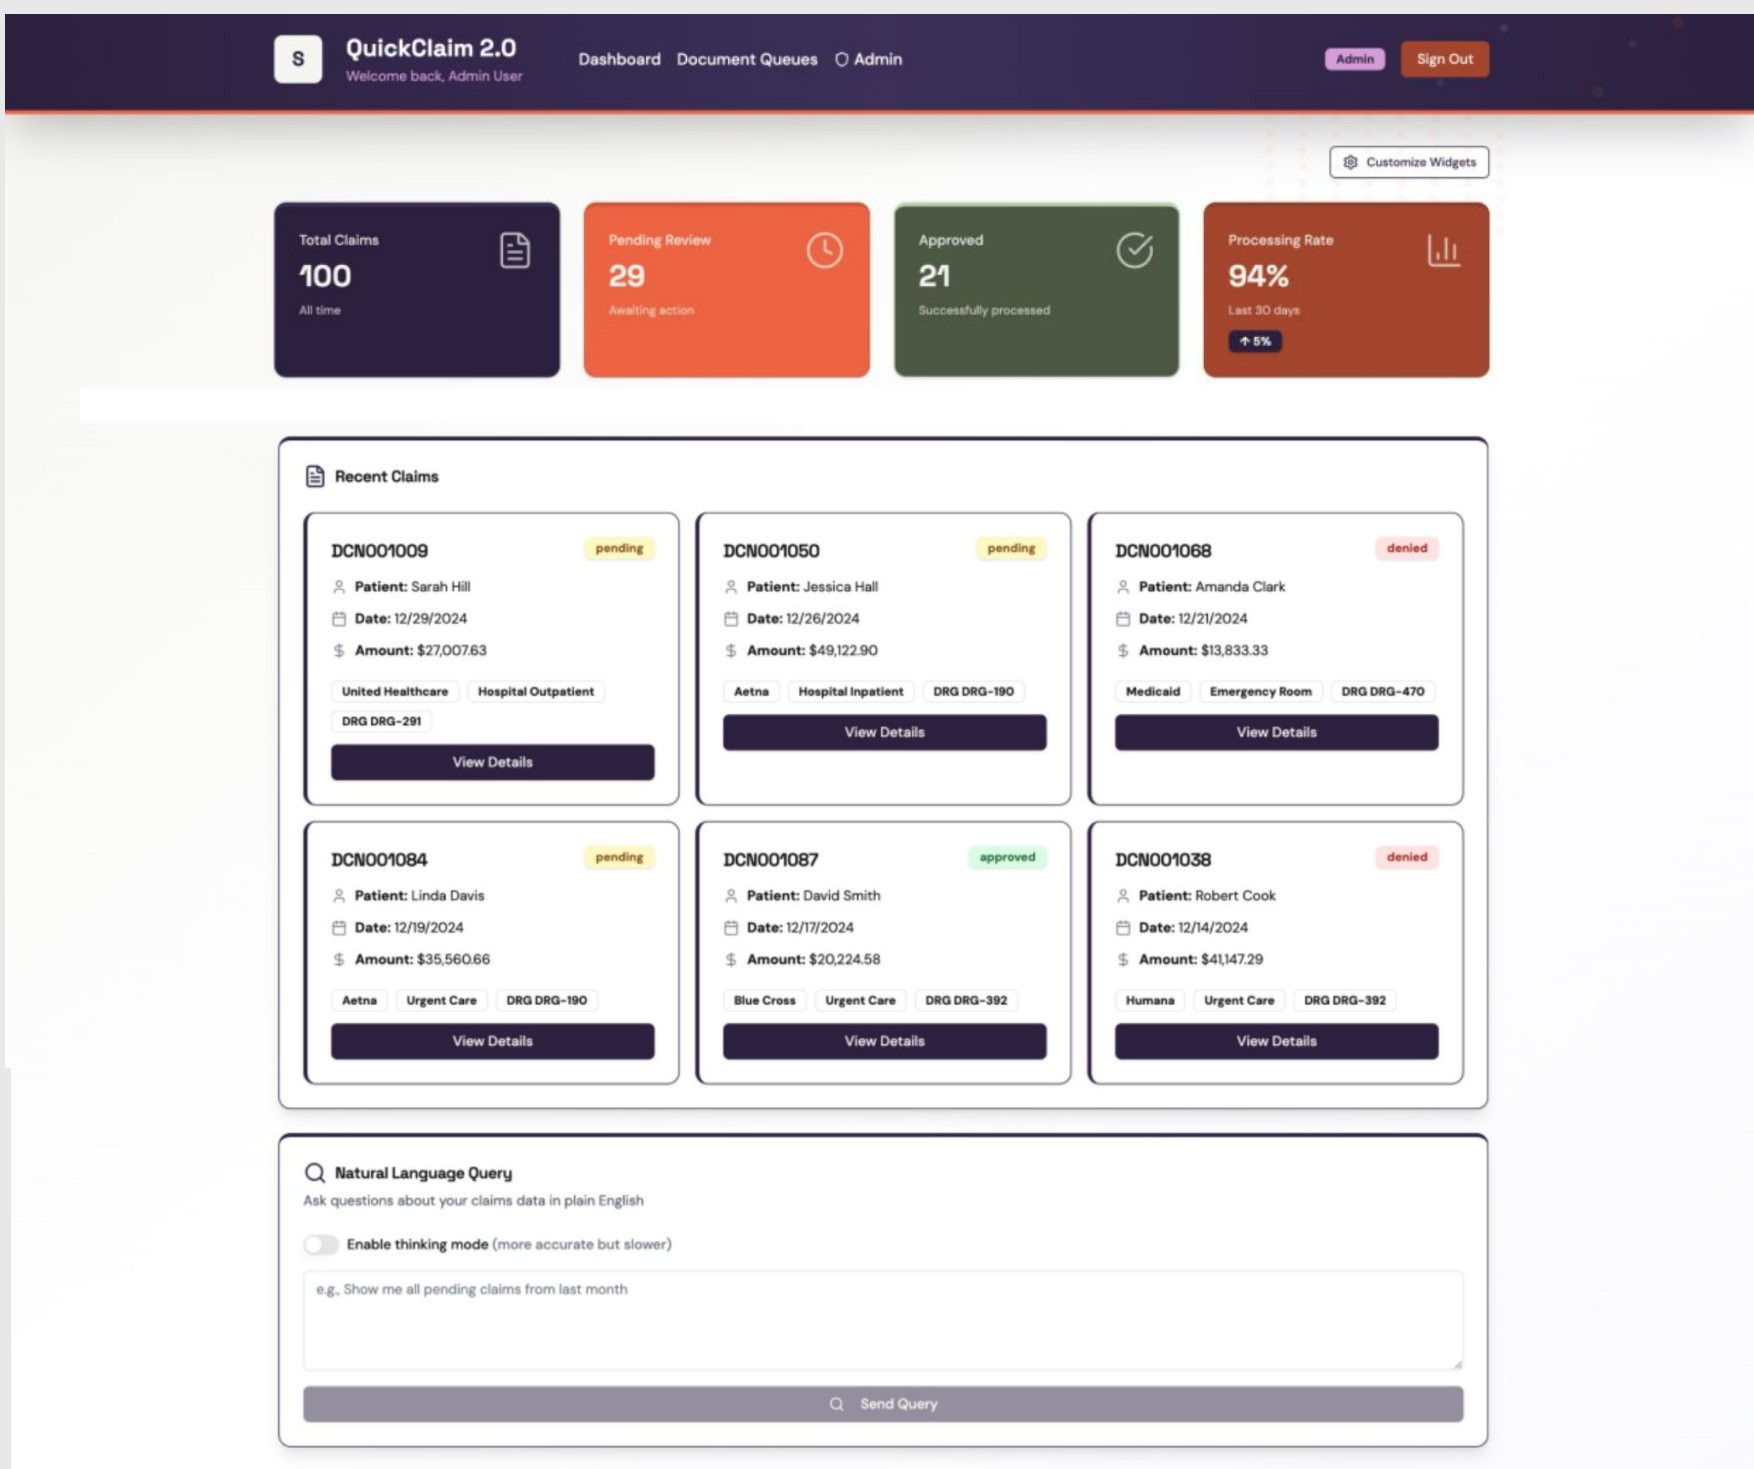 S
QuickClaim 2.0
Welcome back, Admin User
Dashboard
Document Queues
Admin
Admin
Sign Out
Customize Widgets
Total Claims
100
All time
Pending Review
29
Awaiting action
Approved
21
Successfully processed
Processing Rate
94%
Last 30 days
↑ 5%
Recent Claims
DCN001009
pending
Patient: Sarah Hill
Date: 12/29/2024
$ Amount: $27,007.63
United Healthcare
Hospital Outpatient
DRG DRG-291
View Details
DCN001050
pending
Patient: Jessica Hall
Date: 12/26/2024
$ Amount: $49,122.90
Aetna
Hospital Inpatient
DRG DRG-190
View Details
DCN001068
denied
Patient: Amanda Clark
Date: 12/21/2024
$ Amount: $13,833.33
Medicaid
Emergency Room
DRG DRG-470
View Details
DCN001084
pending
Patient: Linda Davis
Date: 12/19/2024
$ Amount: $35,560.66
Aetna
Urgent Care
DRG DRG-190
View Details
DCN001087
approved
Patient: David Smith
Date: 12/17/2024
$ Amount: $20,224.58
Blue Cross
Urgent Care
DRG DRG-392
View Details
DCN001038
denied
Patient: Robert Cook
Date: 12/14/2024
$ Amount: $41,147.29
Humana
Urgent Care
DRG DRG-392
View Details
Natural Language Query
Ask questions about your claims data in plain English
Enable thinking mode (more accurate but slower)
e.g., Show me all pending claims from last month
Send Query